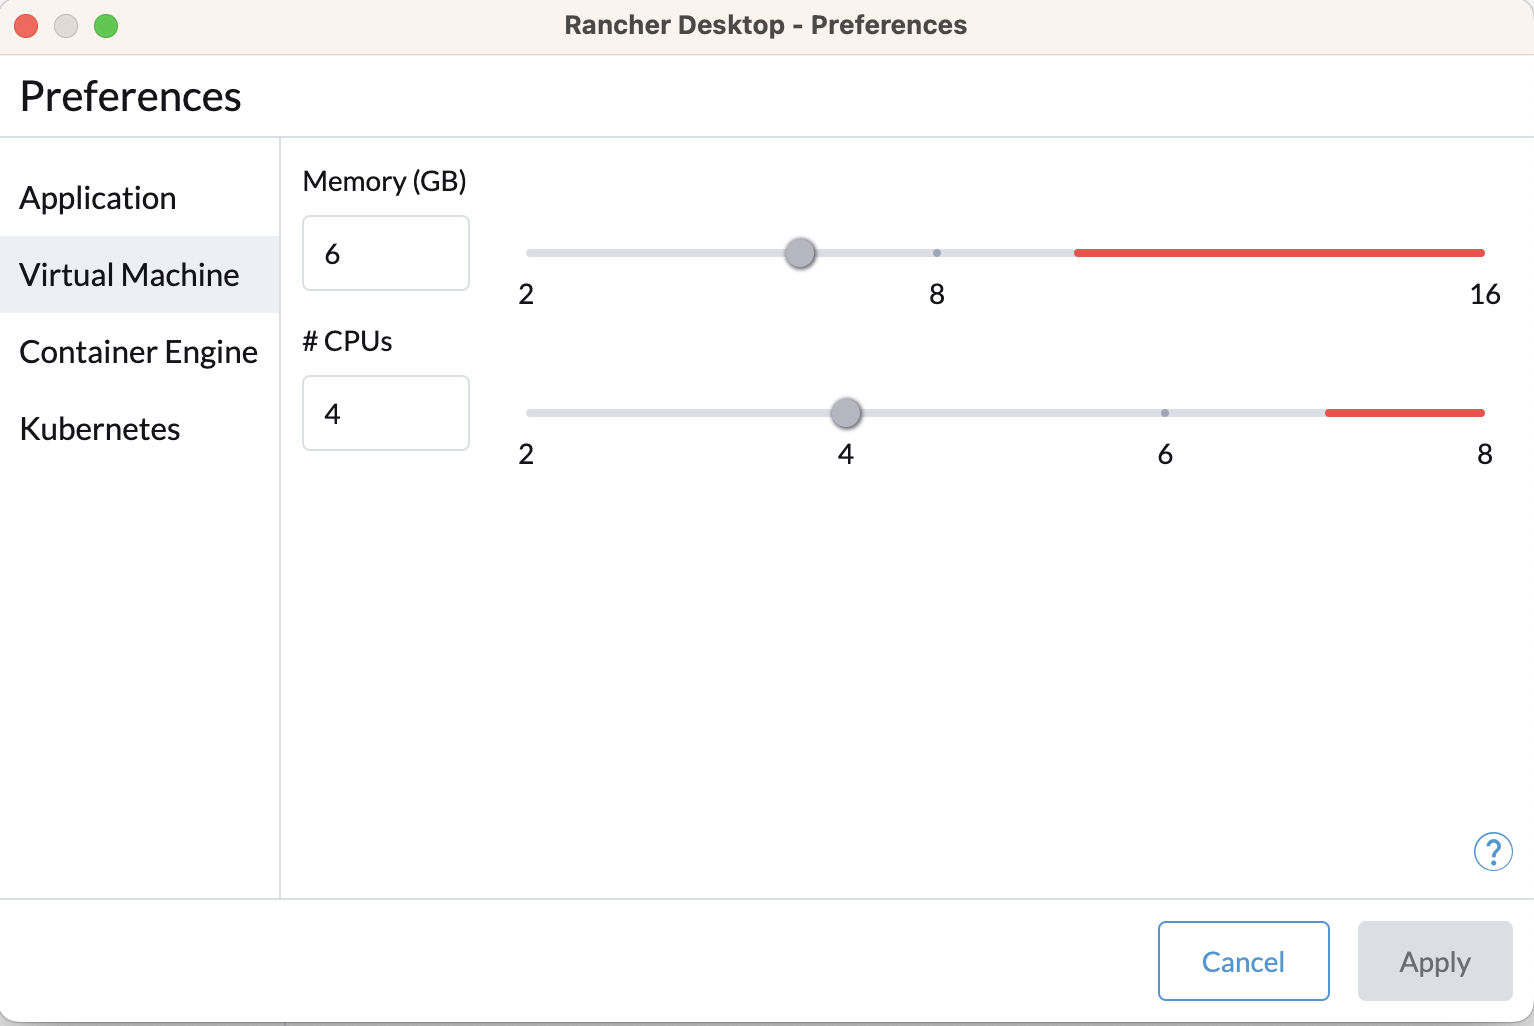 Rancher Desktop - Preferences
Preferences
Application
Virtual Machine
Container Engine
Kubernetes
Memory (GB)
6
2 8 16
# CPUs
4
2 4 6 8
?
Cancel Apply